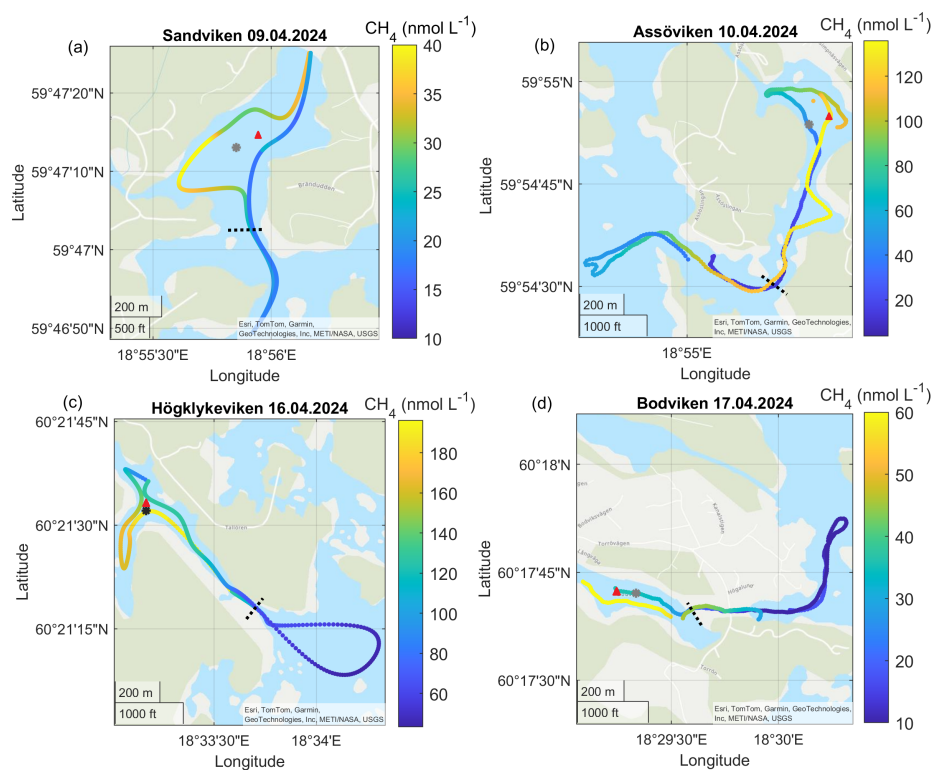 (a)
Sandviken 09.04.2024
CH4 (nmol L-1)
59°47'20"N
59°47'10"N
59°47'N
59°46'50"N
Latitude
Brändudden
200 m
500 ft
Esri, TomTom, Garmin,
GeoTechnologies, Inc, METI/NASA, USGS
18°55'30"E
18°56'E
Longitude
40
35
30
25
20
15
10
(b)
Assöviken 10.04.2024
CH4 (nmol L-1)
59°55'N
59°54'45"N
59°54'30"N
Latitude
200 m
1000 ft
Esri, TomTom, Garmin, GeoTechnologies,
Inc, METI/NASA, USGS
18°55'E
Longitude
120
100
80
60
40
20
(c)
Högklykeviken 16.04.2024
CH4 (nmol L-1)
60°21'45"N
60°21'30"N
60°21'15"N
Latitude
Tallören
200 m
1000 ft
Esri, TomTom, Garmin,
GeoTechnologies, Inc, METI/NASA, USGS
18°33'30"E
18°34'E
Longitude
180
160
140
120
100
80
60
(d)
Bodviken 17.04.2024
CH4 (nmol L-1)
60°18'N
60°17'45"N
60°17'30"N
Latitude
Bodviksvägen
Torrövägen
Högalund
Torrö
200 m
1000 ft
Esri, TomTom, Garmin, GeoTechnologies,
Inc, METI/NASA, USGS
18°29'30"E
18°30'E
Longitude
60
50
40
30
20
10